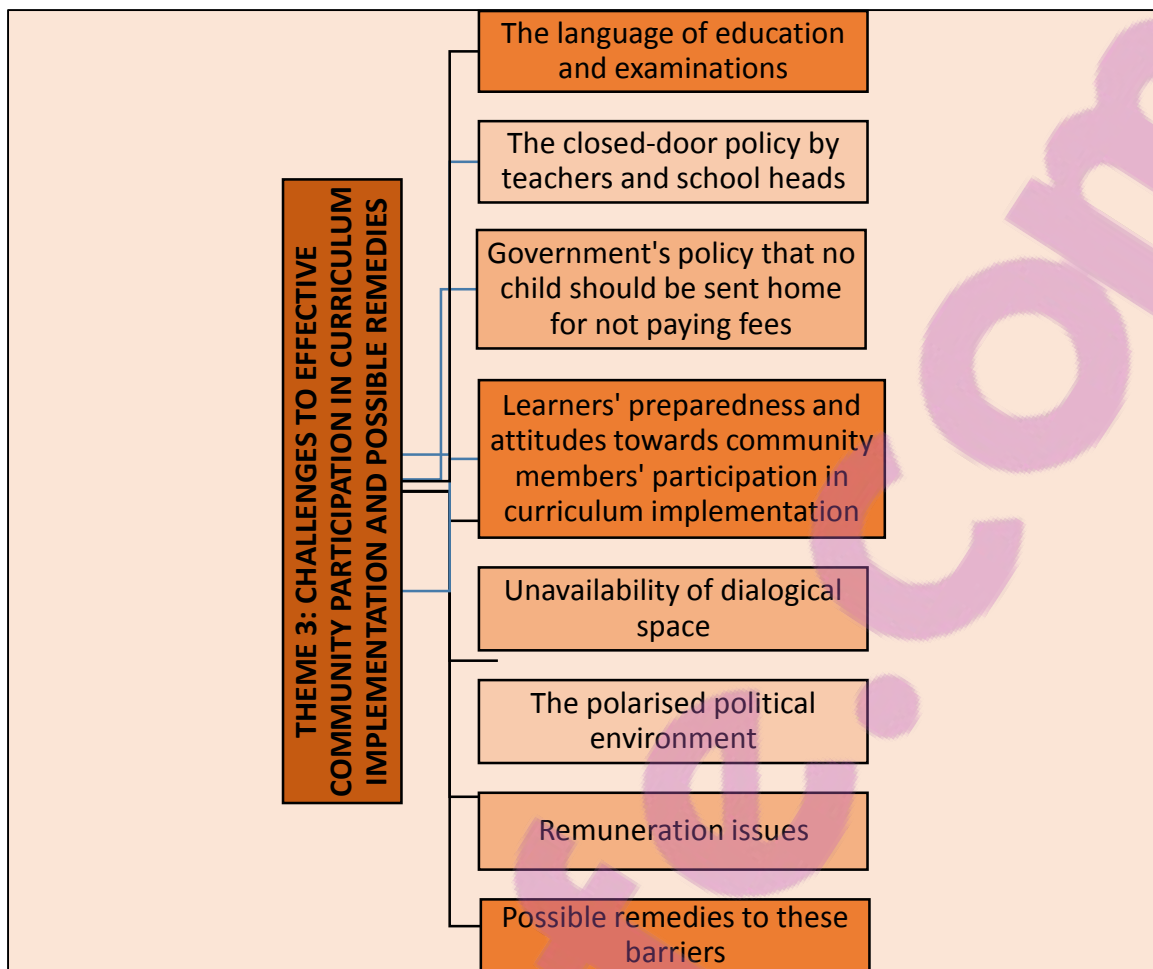 THEME 3: CHALLENGES TO EFFECTIVE
COMMUNITY PARTICIPATION IN CURRICULUM
IMPLEMENTATION AND POSSIBLE REMEDIES
The language of education
and examinations
The closed-door policy by
teachers and school heads
Government's policy that no
child should be sent home
for not paying fees
Learners' preparedness and
attitudes towards community
members' participation in
curriculum implementation
Unavailability of dialogical
space
The polarised political
environment
Remuneration issues
Possible remedies to these
barriers
fe.com